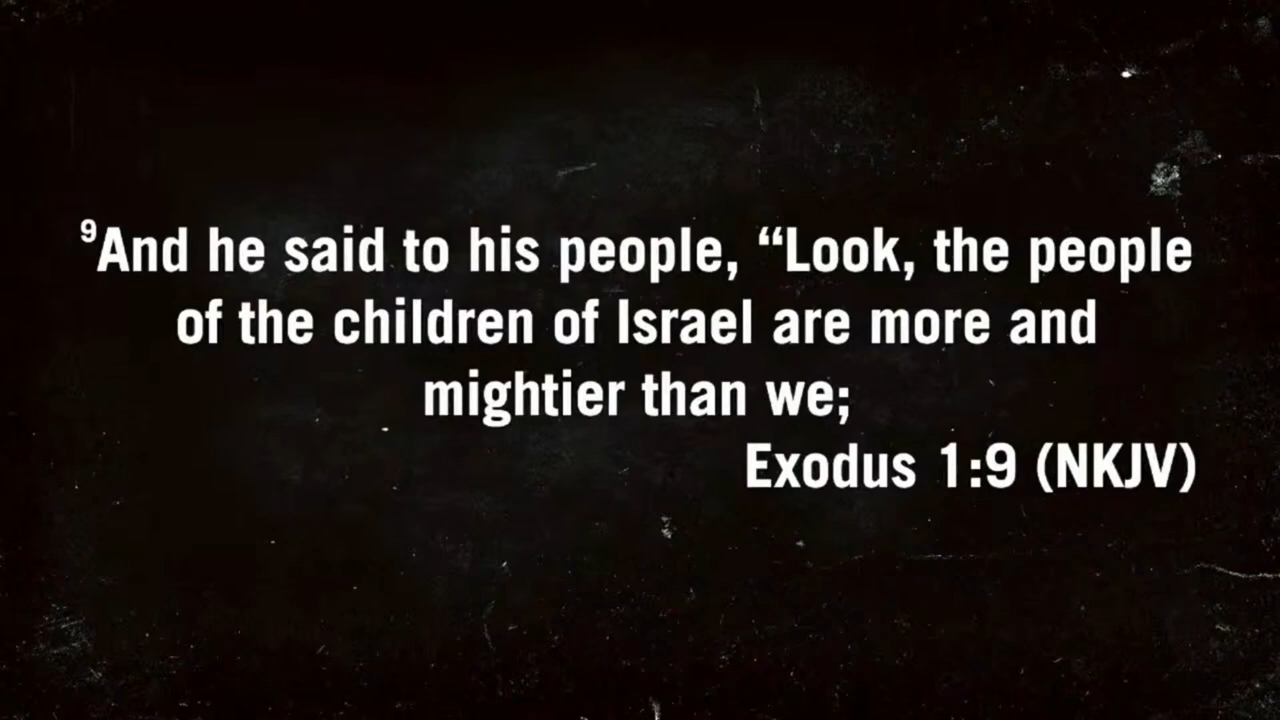 ⁹And he said to his people, “Look, the people
of the children of Israel are more and
mightier than we;
Exodus 1:9 (NKJV)